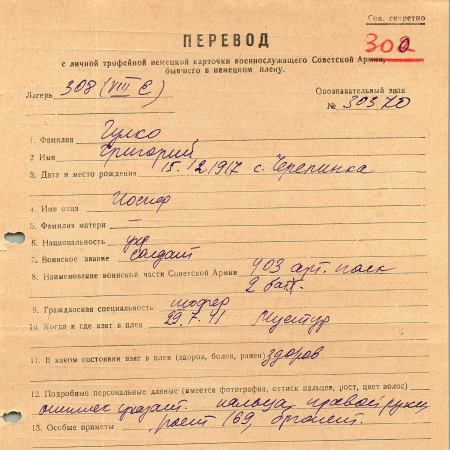 Сов. секретно
300
ПЕРЕВОД
с личной трофейной немецкой карточки военнослужащего Советской Армии,
бывшего в немецком плену.
Лагерь 308 (VIII E)
Опознавательный знак
№ 30370
1. Фамилия Гулко
2 Имя Григорий
3. Дата и место рождения 15.12.1917 с. Черепинка
4. Имя отца Иосиф
5. Фамилия матери —
6. Национальность укр
7. Воинское звание солдат
8. Наименование воинской части Советской Армии 403 арт. полк
2 бат.
9. Гражданская специальность шофер
10. Когда и где взят в плен 29.7.41
11. В каком состоянии взят в плен (здоров, болен, ранен) здоров
12. Подробные персональные данные (имеется фотография, оттиск пальцев, рост, цвет волос)
оттиск указат. пальца правой руки
13. Особые приметы рост 169, брюнет.